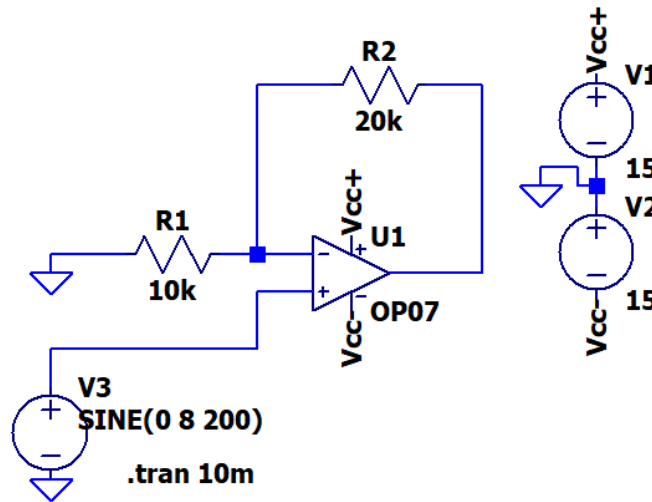 R2
20k
Vcc+
V1
15
V2
15
Vcc-
R1
10k
Vcc+
U1
OP07
Vcc-
V3
SINE(0 8 200)
.tran 10m